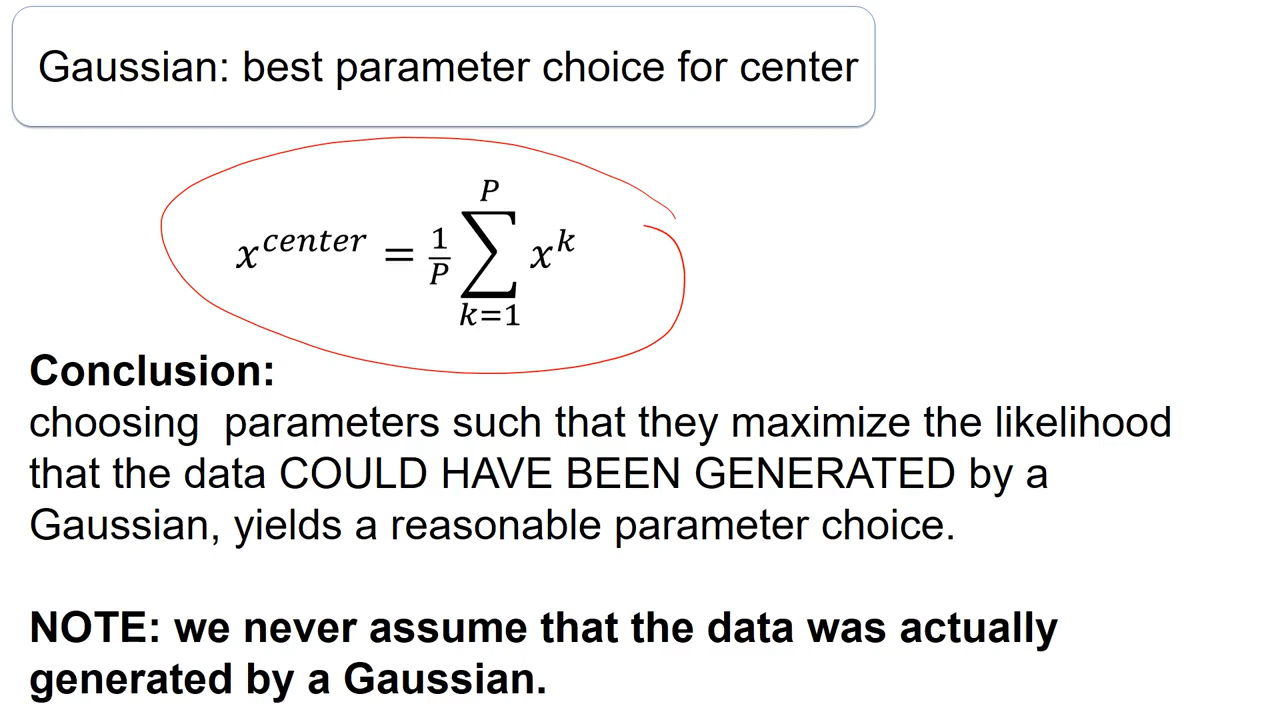 Gaussian: best parameter choice for center
x^{center} = \frac{1}{P} \sum_{k=1}^{P} x^k
Conclusion:
choosing  parameters such that they maximize the likelihood
that the data COULD HAVE BEEN GENERATED by a
Gaussian, yields a reasonable parameter choice.
NOTE: we never assume that the data was actually
generated by a Gaussian.